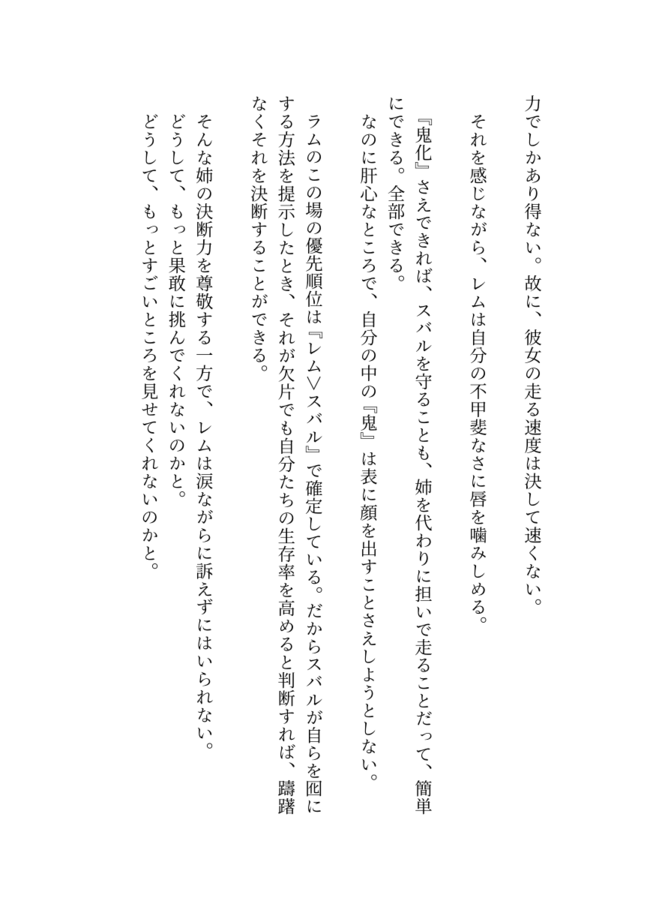 力でしかあり得ない。故に、彼女の走る速度は決して速くない。
それを感じながら、レムは自分の不甲斐なさに唇を噛みしめる。
『鬼化』さえできれば、スバルを守ることも、姉を代わりに担いで走ることだって、簡単
にできる。全部できる。
なのに肝心なところで、自分の中の『鬼』は表に顔を出すことさえしようとしない。
ラムのこの場の優先順位は『レム＞スバル』で確定している。だからスバルが自らを囮に
する方法を提示したとき、それが欠片でも自分たちの生存率を高めると判断すれば、躊躇
なくそれを決断することができる。
そんな姉の決断力を尊敬する一方で、レムは涙ながらに訴えずにはいられない。
どうして、もっと果敢に挑んでくれないのかと。
どうして、もっとすごいところを見せてくれないのかと。